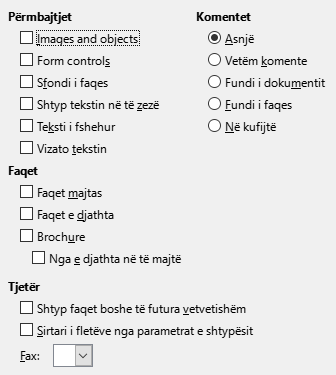 Përmbajtjet
Images and objects
Form controls
Sfondi i faqes
Shtyp tekstin në të zezë
Teksti i fshehur
Vizato tekstin
Komentet
Asnjë
Vetëm komente
Fundi i dokumentit
Fundi i faqes
Në kufijtë
Faqet
Faqet majtas
Faqet e djathta
Brochure
Nga e djathta në të majtë
Tjetër
Shtyp faqet boshe të futura vetvetishëm
Sirtari i fletëve nga parametrat e shtypësit
Fax: